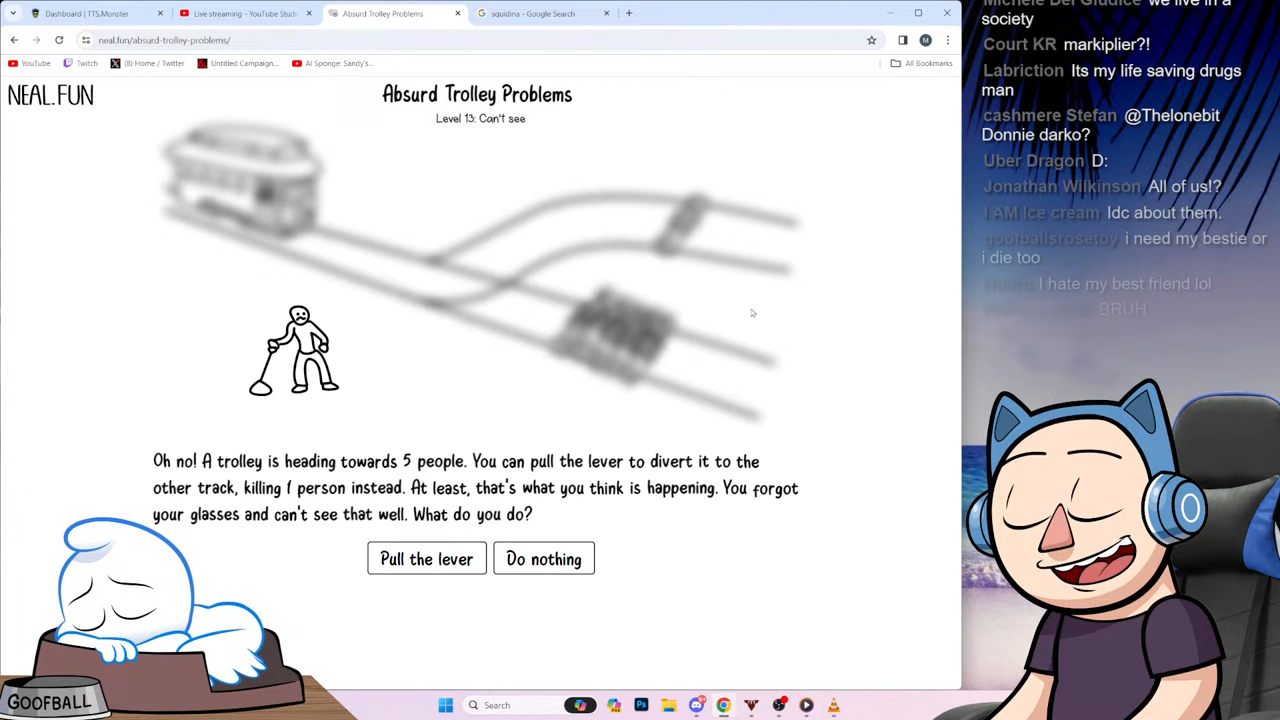 Dashboard | TTS.Monster
Live streaming - YouTube Studi
Absurd Trolley Problems
squidina - Google Search
neal.fun/absurd-trolley-problems/
YouTube
Twitch
(8) Home / Twitter
Untitled Campaign...
AI Sponge: Sandy's...
All Bookmarks
NEAL.FUN
Absurd Trolley Problems
Level 13: Can't see
Oh no! A trolley is heading towards 5 people. You can pull the lever to divert it to the
other track, killing 1 person instead. At least, that's what you think is happening. You forgot
your glasses and can't see that well. What do you do?
Pull the lever
Do nothing
Michele Del Giudice we live in a
society
Court KR markiplier?!
Labriction Its my life saving drugs
man
cashmere Stefan @Thelonebit
Donnie darko?
Uber Dragon D:
Jonathan Wilkinson All of us!?
I AM Ice cream Idc about them.
goofballsrosetoy i need my bestie or
i die too
I hate my best friend lol
BRUH
GOOFBALL
Search